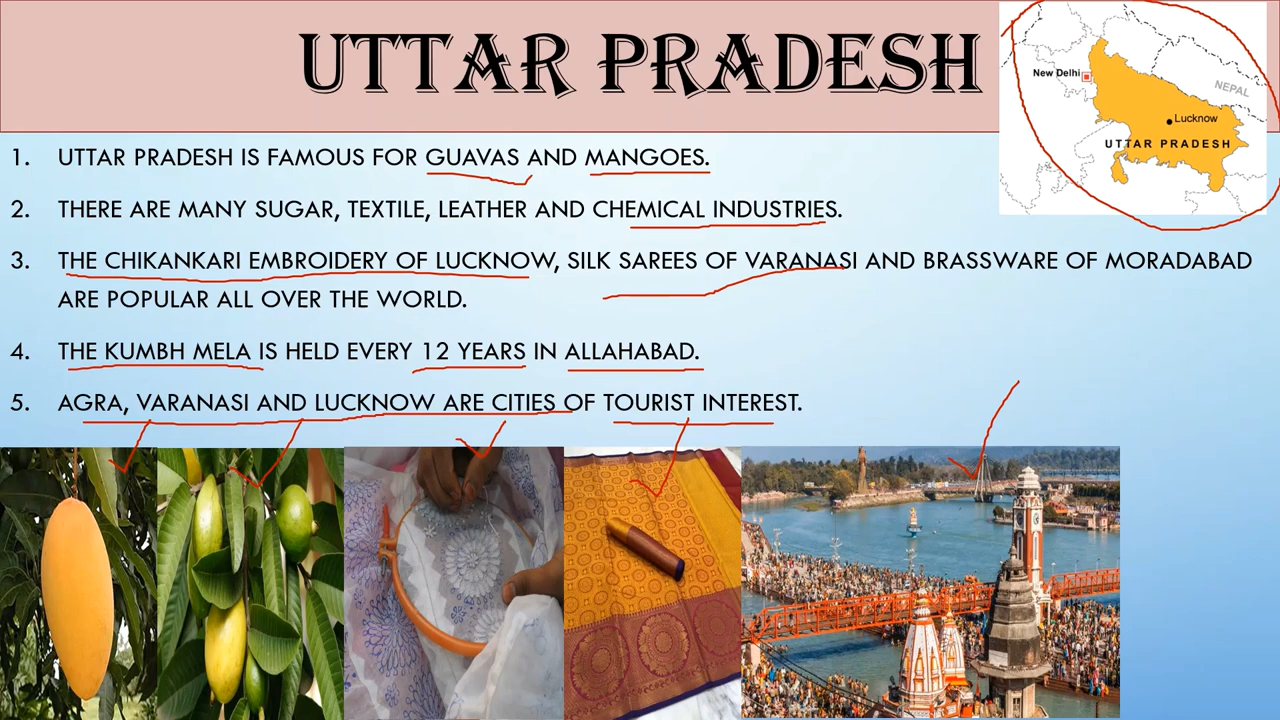 UTTAR PRADESH
New Delhi
NEPAL
Lucknow
UTTAR PRADESH
1. UTTAR PRADESH IS FAMOUS FOR GUAVAS AND MANGOES.
2. THERE ARE MANY SUGAR, TEXTILE, LEATHER AND CHEMICAL INDUSTRIES.
3. THE CHIKANKARI EMBROIDERY OF LUCKNOW, SILK SAREES OF VARANASI AND BRASSWARE OF MORADABAD
ARE POPULAR ALL OVER THE WORLD.
4. THE KUMBH MELA IS HELD EVERY 12 YEARS IN ALLAHABAD.
5. AGRA, VARANASI AND LUCKNOW ARE CITIES OF TOURIST INTEREST.